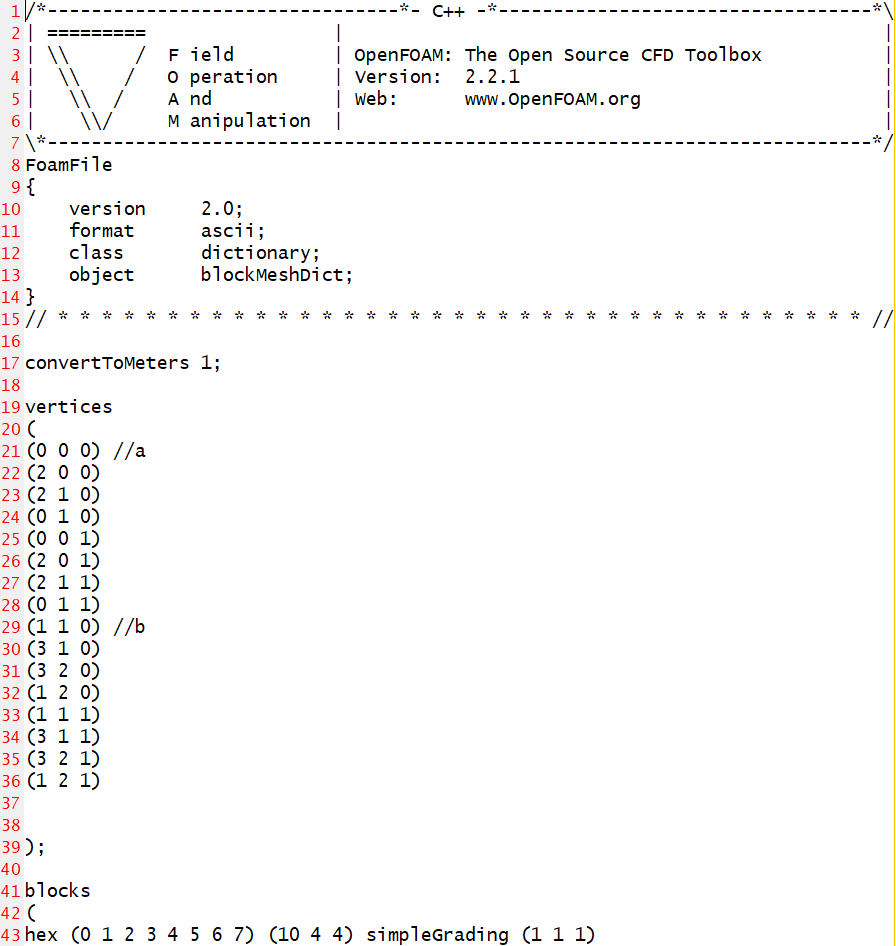 1 /*--------------------------------*- C++ -*----------------------------------*\
2 | =========                 |                                                 |
3 | \\      /  F ield         | OpenFOAM: The Open Source CFD Toolbox           |
4 |  \\    /   O peration     | Version:  2.2.1                                 |
5 |   \\  /    A nd           | Web:      www.OpenFOAM.org                      |
6 |    \\/     M anipulation  |                                                 |
7 \*---------------------------------------------------------------------------*/
8 FoamFile
9 {
10     version     2.0;
11     format      ascii;
12     class       dictionary;
13     object      blockMeshDict;
14 }
15 // * * * * * * * * * * * * * * * * * * * * * * * * * * * * * * * * * * * * * //
16
17 convertToMeters 1;
18
19 vertices
20 (
21 (0 0 0) //a
22 (2 0 0)
23 (2 1 0)
24 (0 1 0)
25 (0 0 1)
26 (2 0 1)
27 (2 1 1)
28 (0 1 1)
29 (1 1 0) //b
30 (3 1 0)
31 (3 2 0)
32 (1 2 0)
33 (1 1 1)
34 (3 1 1)
35 (3 2 1)
36 (1 2 1)
37
38
39 );
40
41 blocks
42 (
43 hex (0 1 2 3 4 5 6 7) (10 4 4) simpleGrading (1 1 1)